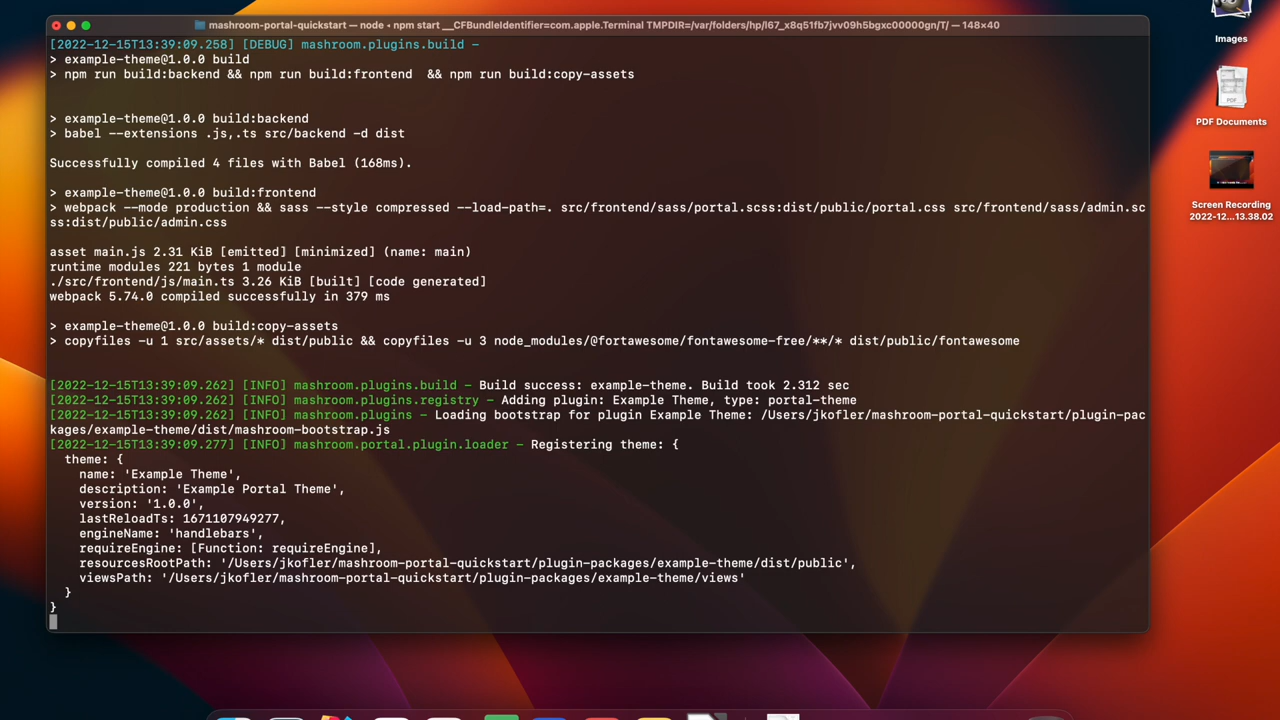 mashroom-portal-quickstart — node ◂ npm start __CFBundleIdentifier=com.apple.Terminal TMPDIR=/var/folders/hp/l67_x8q51fb7jvv09h5bgxc00000gn/T/ — 148×40
[2022-12-15T13:39:09.258] [DEBUG] mashroom.plugins.build -
> example-theme@1.0.0 build
> npm run build:backend && npm run build:frontend  && npm run build:copy-assets
> example-theme@1.0.0 build:backend
> babel --extensions .js,.ts src/backend -d dist
Successfully compiled 4 files with Babel (168ms).
> example-theme@1.0.0 build:frontend
> webpack --mode production && sass --style compressed --load-path=. src/frontend/sass/portal.scss:dist/public/portal.css src/frontend/sass/admin.sc
ss:dist/public/admin.css
asset main.js 2.31 KiB [emitted] [minimized] (name: main)
runtime modules 221 bytes 1 module
./src/frontend/js/main.ts 3.26 KiB [built] [code generated]
webpack 5.74.0 compiled successfully in 379 ms
> example-theme@1.0.0 build:copy-assets
> copyfiles -u 1 src/assets/* dist/public && copyfiles -u 3 node_modules/@fortawesome/fontawesome-free/**/* dist/public/fontawesome
[2022-12-15T13:39:09.262] [INFO] mashroom.plugins.build - Build success: example-theme. Build took 2.312 sec
[2022-12-15T13:39:09.262] [INFO] mashroom.plugins.registry - Adding plugin: Example Theme, type: portal-theme
[2022-12-15T13:39:09.262] [INFO] mashroom.plugins - Loading bootstrap for plugin Example Theme: /Users/jkofler/mashroom-portal-quickstart/plugin-pac
kages/example-theme/dist/mashroom-bootstrap.js
[2022-12-15T13:39:09.277] [INFO] mashroom.portal.plugin.loader - Registering theme: {
  theme: {
    name: 'Example Theme',
    description: 'Example Portal Theme',
    version: '1.0.0',
    lastReloadTs: 1671107949277,
    engineName: 'handlebars',
    requireEngine: [Function: requireEngine],
    resourcesRootPath: '/Users/jkofler/mashroom-portal-quickstart/plugin-packages/example-theme/dist/public',
    viewsPath: '/Users/jkofler/mashroom-portal-quickstart/plugin-packages/example-theme/views'
  }
}
Images
PDF
PDF Documents
Screen Recording
2022-12...13.38.02